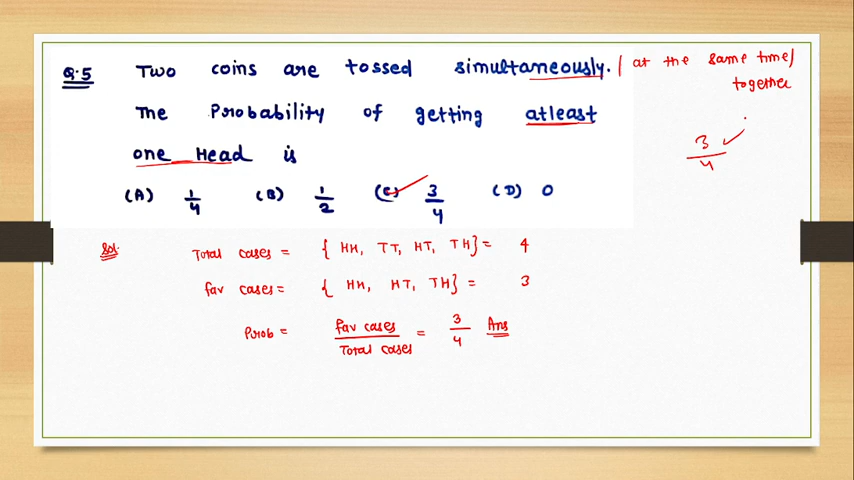 Q.5 Two coins are tossed simultaneously. / at the same time/
together
The Probability of getting atleast
one Head is
3/4 ✓
(A) 1/4 (B) 1/2 (C) 3/4 (D) 0
Sol. Total cases = { HH, TT, HT, TH} = 4
fav cases = { HH, HT, TH} = 3
Prob = fav cases/Total cases = 3/4 Ans